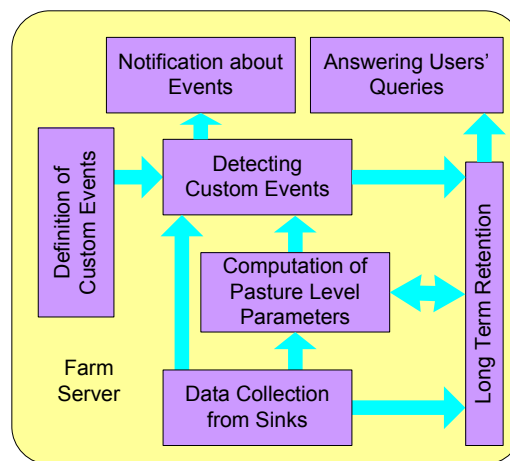 Notification about
Events
Answering Users'
Queries
Definition of
Custom Events
Detecting
Custom Events
Computation of
Pasture Level
Parameters
Long Term Retention
Farm
Server
Data Collection
from Sinks